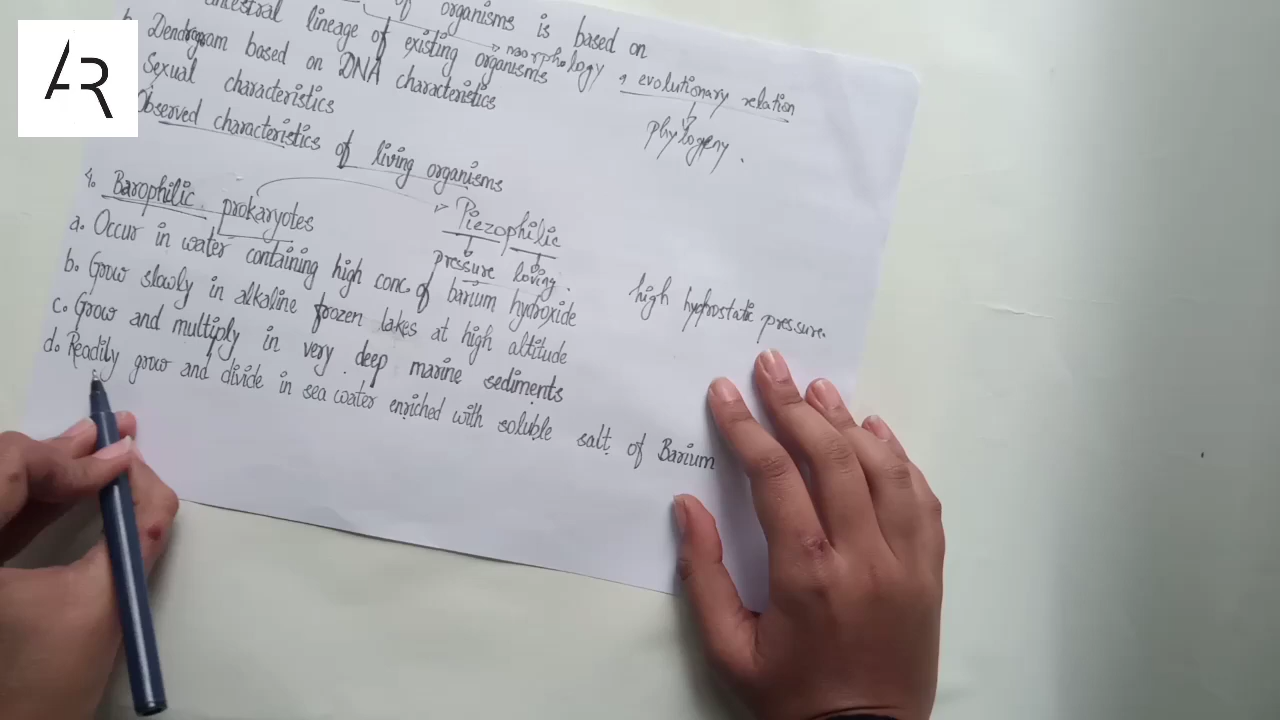 AR
of organisms is based on
ancestral lineage of existing organisms
morphology, evolutionary relation
phylogeny.
b. Dendrogram based on DNA characteristics
Sexual characteristics
Observed characteristics of living organisms
4. Barophilic prokaryotes
Piezophilic
pressure loving.
high hydrostatic pressure.
a. Occur in water containing high conc. of barium hydroxide
b. Grow slowly in alkaline frozen lakes at high altitude
c. Grow and multiply in very deep marine sediments
d. Readily grow and divide in sea water enriched with soluble salt of Barium